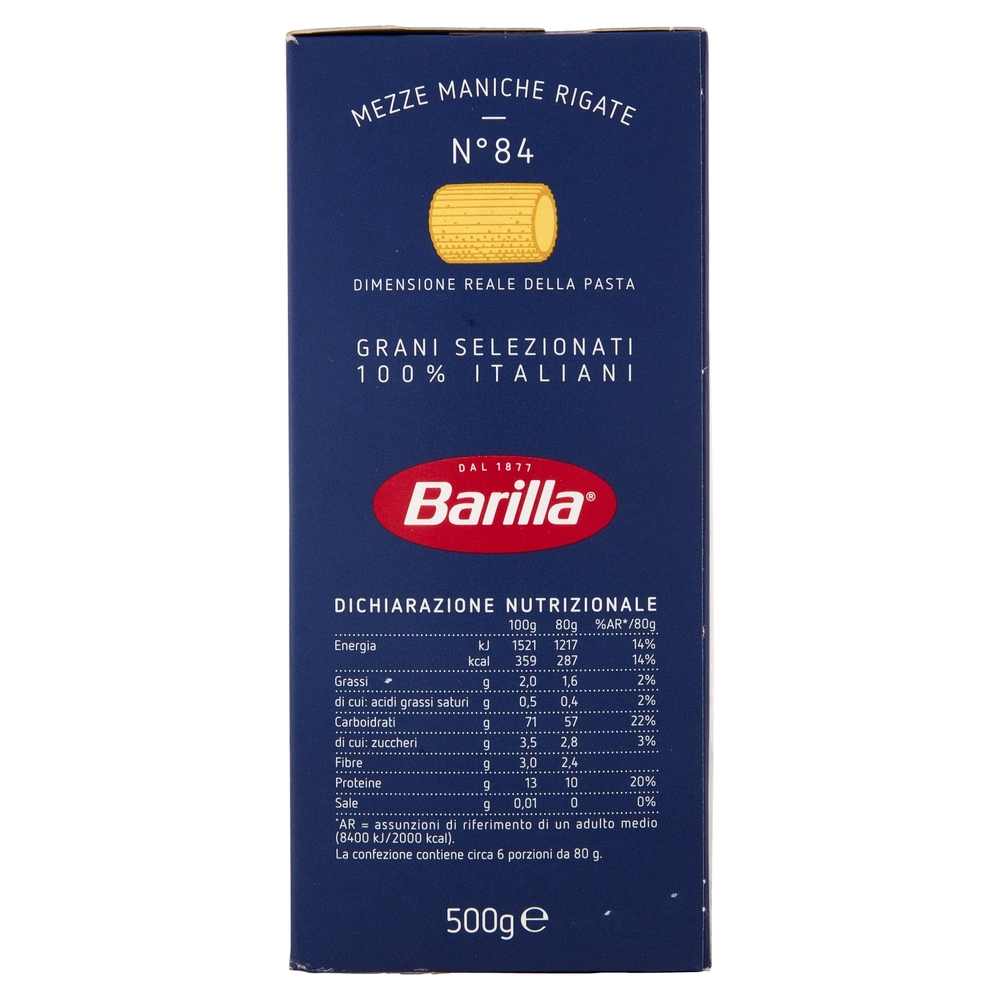 MEZZE MANICHE RIGATE
N°84
DIMENSIONE REALE DELLA PASTA
GRANI SELEZIONATI
100% ITALIANI
DAL 1877
Barilla®
DICHIARAZIONE NUTRIZIONALE
100g 80g %AR*/80g
Energia kJ 1521 1217 14%
kcal 359 287 14%
Grassi g 2,0 1,6 2%
di cui: acidi grassi saturi g 0,5 0,4 2%
Carboidrati g 71 57 22%
di cui: zuccheri g 3,5 2,8 3%
Fibre g 3,0 2,4
Proteine g 13 10 20%
Sale g 0,01 0 0%
*AR = assunzioni di riferimento di un adulto medio
(8400 kJ/2000 kcal).
La confezione contiene circa 6 porzioni da 80 g.
500g ℮